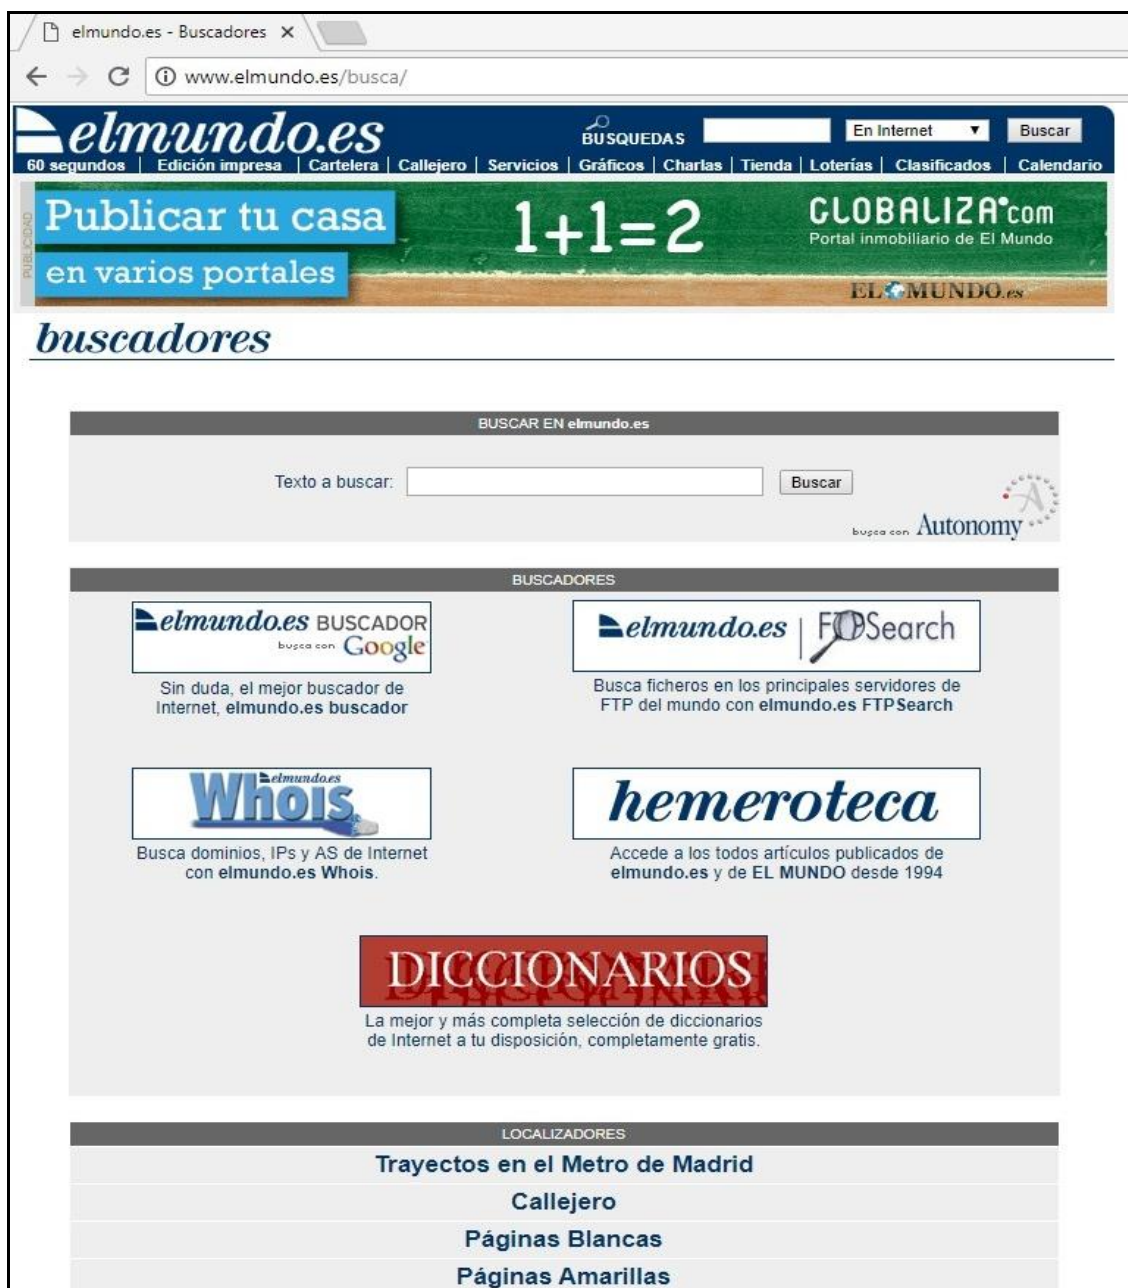 elmundo.es - Buscadores
www.elmundo.es/busca/
elmundo.es
BUSQUEDAS En Internet Buscar
60 segundos | Edición impresa | Cartelera | Callejero | Servicios | Gráficos | Charlas | Tienda | Loterías | Clasificados | Calendario
PUBLICIDAD
Publicar tu casa
en varios portales
1+1=2
GLOBALIZA.com
Portal inmobiliario de El Mundo
EL MUNDO.es
buscadores
BUSCAR EN elmundo.es
Texto a buscar: Buscar
busca con Autonomy
BUSCADORES
elmundo.es BUSCADOR
busca con Google
Sin duda, el mejor buscador de
Internet, elmundo.es buscador
elmundo.es | FTPSearch
Busca ficheros en los principales servidores de
FTP del mundo con elmundo.es FTPSearch
elmundo.es
Whois
Busca dominios, IPs y AS de Internet
con elmundo.es Whois.
hemeroteca
Accede a los todos artículos publicados de
elmundo.es y de EL MUNDO desde 1994
DICCIONARIOS
La mejor y más completa selección de diccionarios
de Internet a tu disposición, completamente gratis.
LOCALIZADORES
Trayectos en el Metro de Madrid
Callejero
Páginas Blancas
Páginas Amarillas